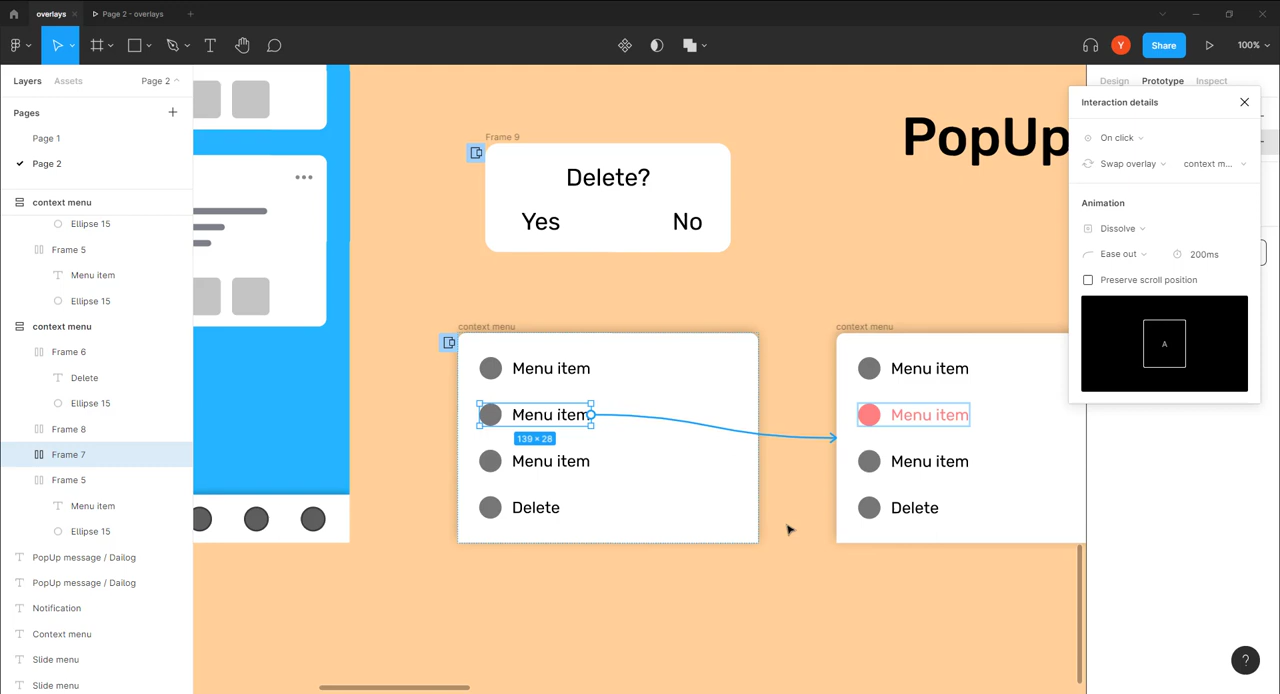 overlays
Page 2 - overlays
Y
Share
100%
Layers
Assets
Page 2
Pages
Page 1
Page 2
context menu
Ellipse 15
Frame 5
Menu item
Ellipse 15
context menu
Frame 6
Delete
Ellipse 15
Frame 8
Frame 7
Frame 5
Menu item
Ellipse 15
PopUp message / Dailog
PopUp message / Dailog
Notification
Context menu
Slide menu
Slide menu
Frame 9
Delete?
Yes No
PopUp
context menu
Menu item
Menu item
139 × 28
Menu item
Delete
context menu
Menu item
Menu item
Menu item
Delete
Design
Prototype
Inspect
Interaction details
On click
Swap overlay
context m...
Animation
Dissolve
Ease out
200ms
Preserve scroll position
A
?